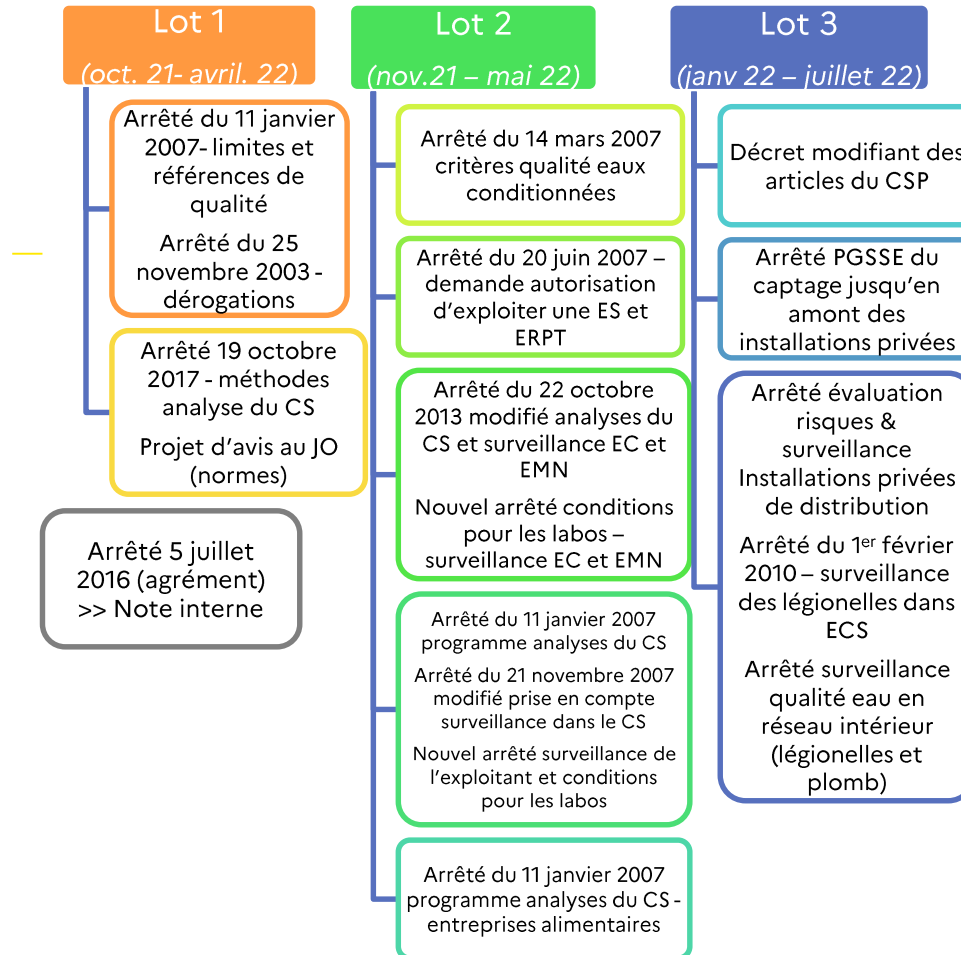 Lot 1
(oct. 21- avril. 22)
Arrêté du 11 janvier
2007- limites et
références de
qualité
Arrêté du 25
novembre 2003 -
dérogations
Arrêté 19 octobre
2017 - méthodes
analyse du CS
Projet d’avis au JO
(normes)
Arrêté 5 juillet
2016 (agrément)
>> Note interne
Lot 2
(nov.21 – mai 22)
Arrêté du 14 mars 2007
critères qualité eaux
conditionnées
Arrêté du 20 juin 2007 –
demande autorisation
d’exploiter une ES et
ERPT
Arrêté du 22 octobre
2013 modifié analyses du
CS et surveillance EC et
EMN
Nouvel arrêté conditions
pour les labos –
surveillance EC et EMN
Arrêté du 11 janvier 2007
programme analyses du CS
Arrêté du 21 novembre 2007
modifié prise en compte
surveillance dans le CS
Nouvel arrêté surveillance de
l’exploitant et conditions
pour les labos
Arrêté du 11 janvier 2007
programme analyses du CS -
entreprises alimentaires
Lot 3
(janv 22 – juillet 22)
Décret modifiant des
articles du CSP
Arrêté PGSSE du
captage jusqu’en
amont des
installations privées
Arrêté évaluation
risques &
surveillance
Installations privées
de distribution
Arrêté du 1er février
2010 – surveillance
des légionelles dans
ECS
Arrêté surveillance
qualité eau en
réseau intérieur
(légionelles et
plomb)